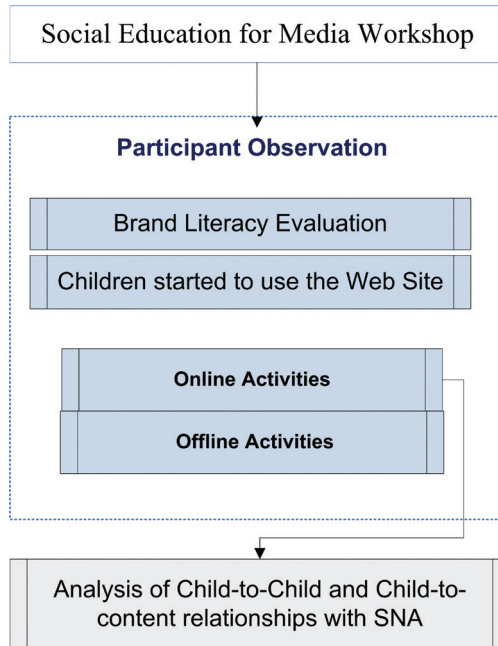 Social Education for Media Workshop
Participant Observation
Brand Literacy Evaluation
Children started to use the Web Site
Online Activities
Offline Activities
Analysis of Child-to-Child and Child-to-
content relationships with SNA